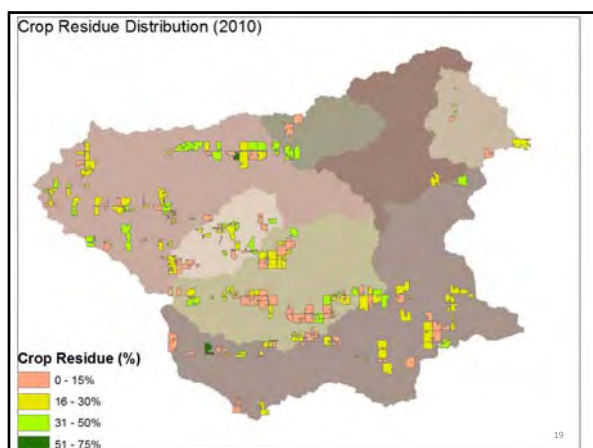 Crop Residue Distribution (2010)
Crop Residue (%)
0 - 15%
16 - 30%
31 - 50%
51 - 75%
19